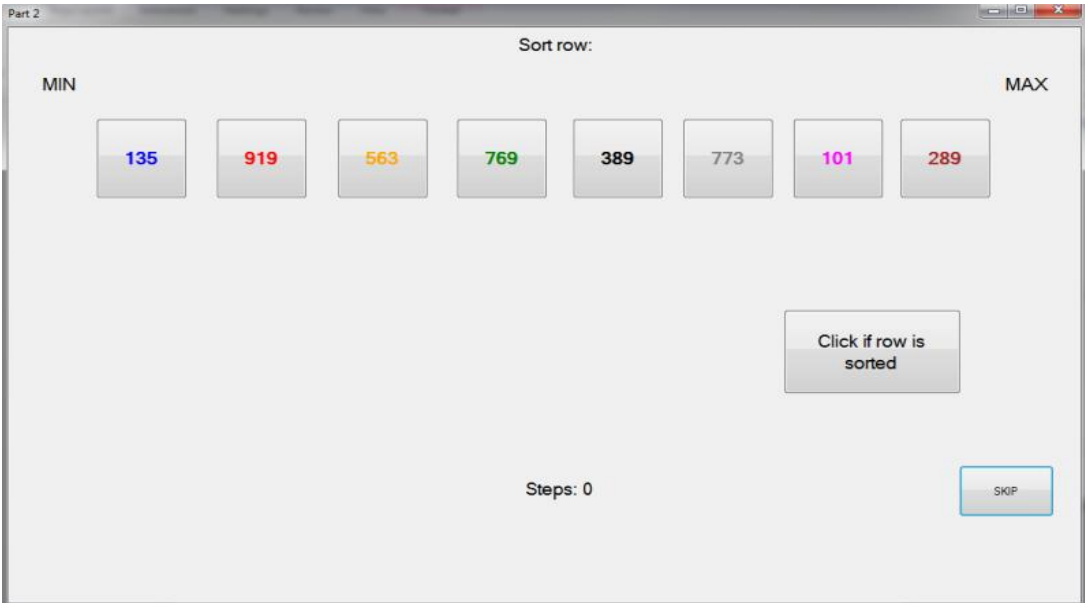 Part 2
Sort row:
MIN
MAX
135 919 563 769 389 773 101 289
Click if row is
sorted
Steps: 0
SKIP